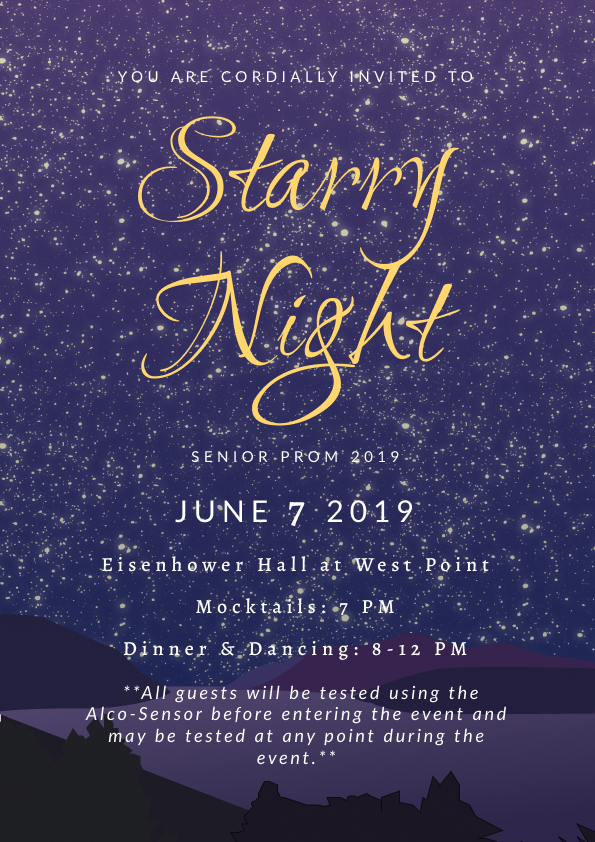 YOU ARE CORDIALLY INVITED TO
Starry
Night
SENIOR PROM 2019
JUNE 7 2019
Eisenhower Hall at West Point
Mocktails: 7 PM
Dinner & Dancing: 8-12 PM
**All guests will be tested using the
Alco-Sensor before entering the event and
may be tested at any point during the
event.**